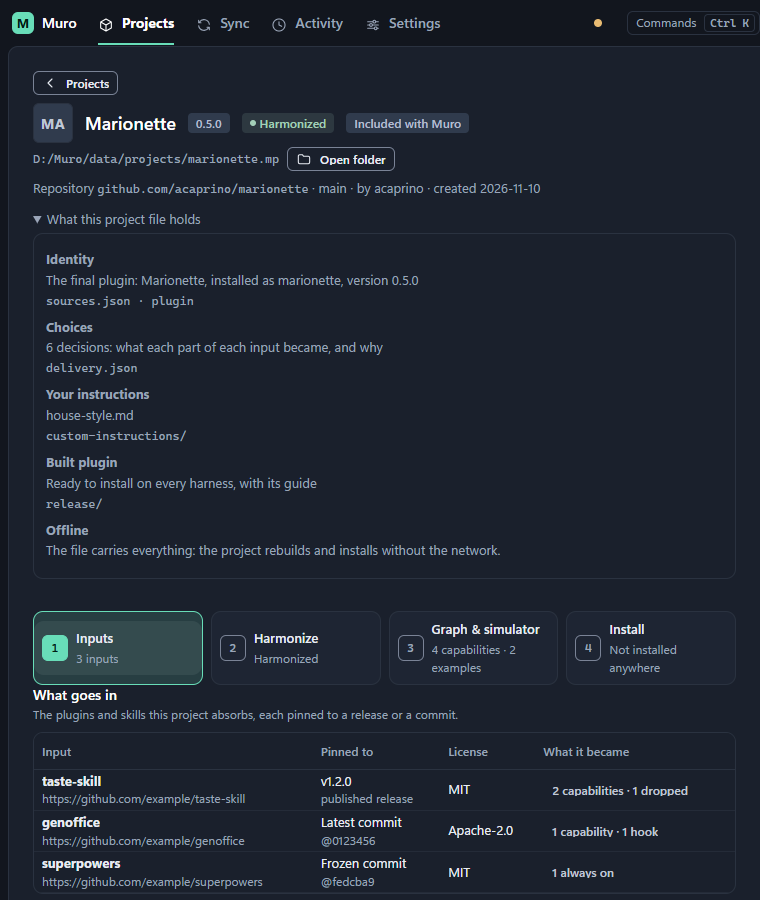 M Muro Projects Sync Activity Settings Commands Ctrl K
Projects
MA Marionette 0.5.0 Harmonized Included with Muro
D:/Muro/data/projects/marionette.mp Open folder
Repository github.com/acaprino/marionette · main · by acaprino · created 2026-11-10
▼ What this project file holds
Identity
The final plugin: Marionette, installed as marionette, version 0.5.0
sources.json · plugin
Choices
6 decisions: what each part of each input became, and why
delivery.json
Your instructions
house-style.md
custom-instructions/
Built plugin
Ready to install on every harness, with its guide
release/
Offline
The file carries everything: the project rebuilds and installs without the network.
1 Inputs
3 inputs
2 Harmonize
Harmonized
3 Graph & simulator
4 capabilities · 2
examples
4 Install
Not installed
anywhere
What goes in
The plugins and skills this project absorbs, each pinned to a release or a commit.
Input Pinned to License What it became
taste-skill v1.2.0 MIT 2 capabilities · 1 dropped
https://github.com/example/taste-skill published release
genoffice Latest commit Apache-2.0 1 capability · 1 hook
https://github.com/example/genoffice @0123456
superpowers Frozen commit MIT 1 always on
https://github.com/example/superpowers @fedcba9